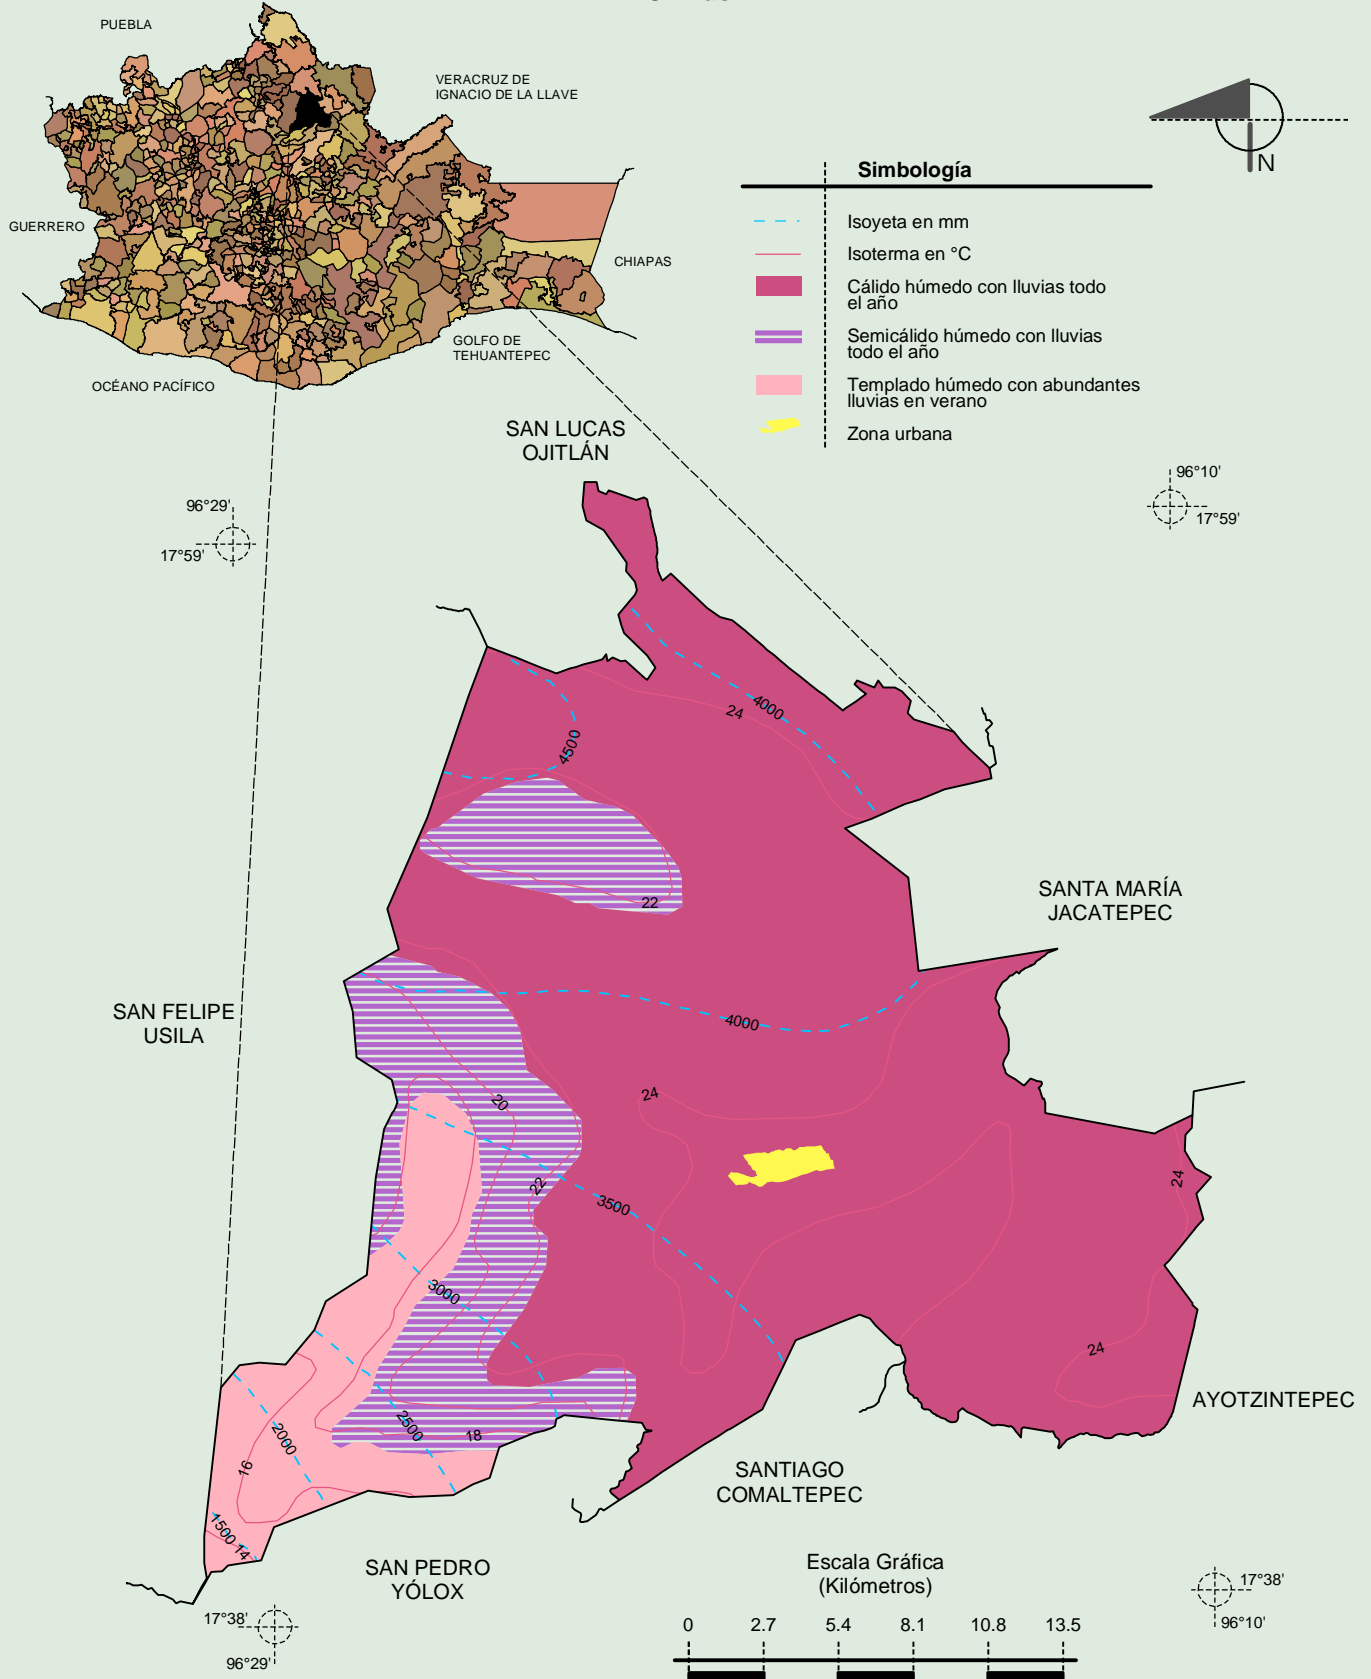 PUEBLA
VERACRUZ DE
IGNACIO DE LA LLAVE
GUERRERO
CHIAPAS
GOLFO DE
TEHUANTEPEC
OCÉANO PACÍFICO
N
Simbología
Isoyeta en mm
Isoterma en °C
Cálido húmedo con lluvias todo
el año
Semicálido húmedo con lluvias
todo el año
Templado húmedo con abundantes
lluvias en verano
Zona urbana
SAN LUCAS
OJITLÁN
96°29'
17°59'
96°10'
17°59'
4000
24
4500
22
SANTA MARÍA
JACATEPEC
SAN FELIPE
USILA
4000
24
20
22
3500
24
3000
24
AYOTZINTEPEC
2500
18
2000
16
1500
14
SANTIAGO
COMALTEPEC
SAN PEDRO
YÓLOX
Escala Gráfica
(Kilómetros)
0 2.7 5.4 8.1 10.8 13.5
17°38'
96°29'
17°38'
96°10'